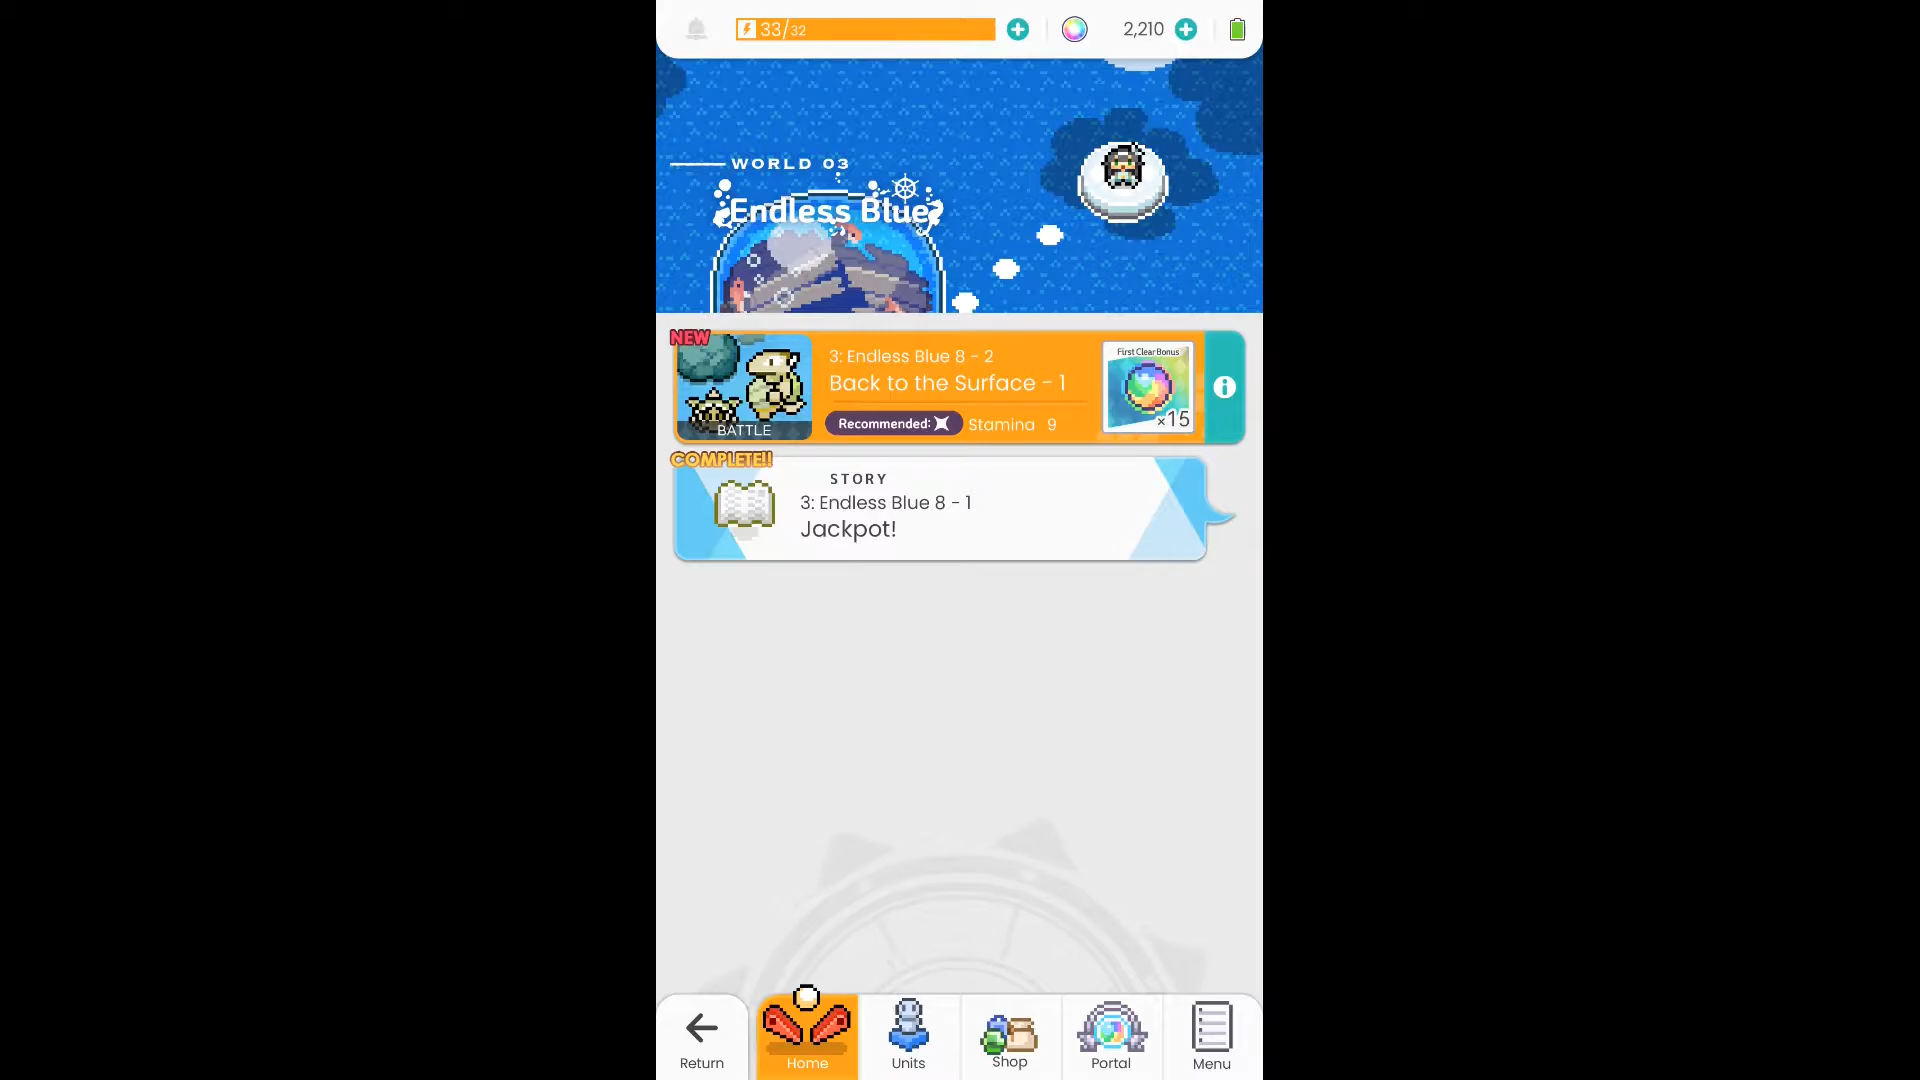 33/32
2,210
WORLD 03
Endless Blue
NEW
3: Endless Blue 8 - 2
Back to the Surface - 1
Recommended:
Stamina 9
BATTLE
First Clear Bonus
×15
COMPLETE!!
STORY
3: Endless Blue 8 - 1
Jackpot!
Return
Home
Units
Shop
Portal
Menu